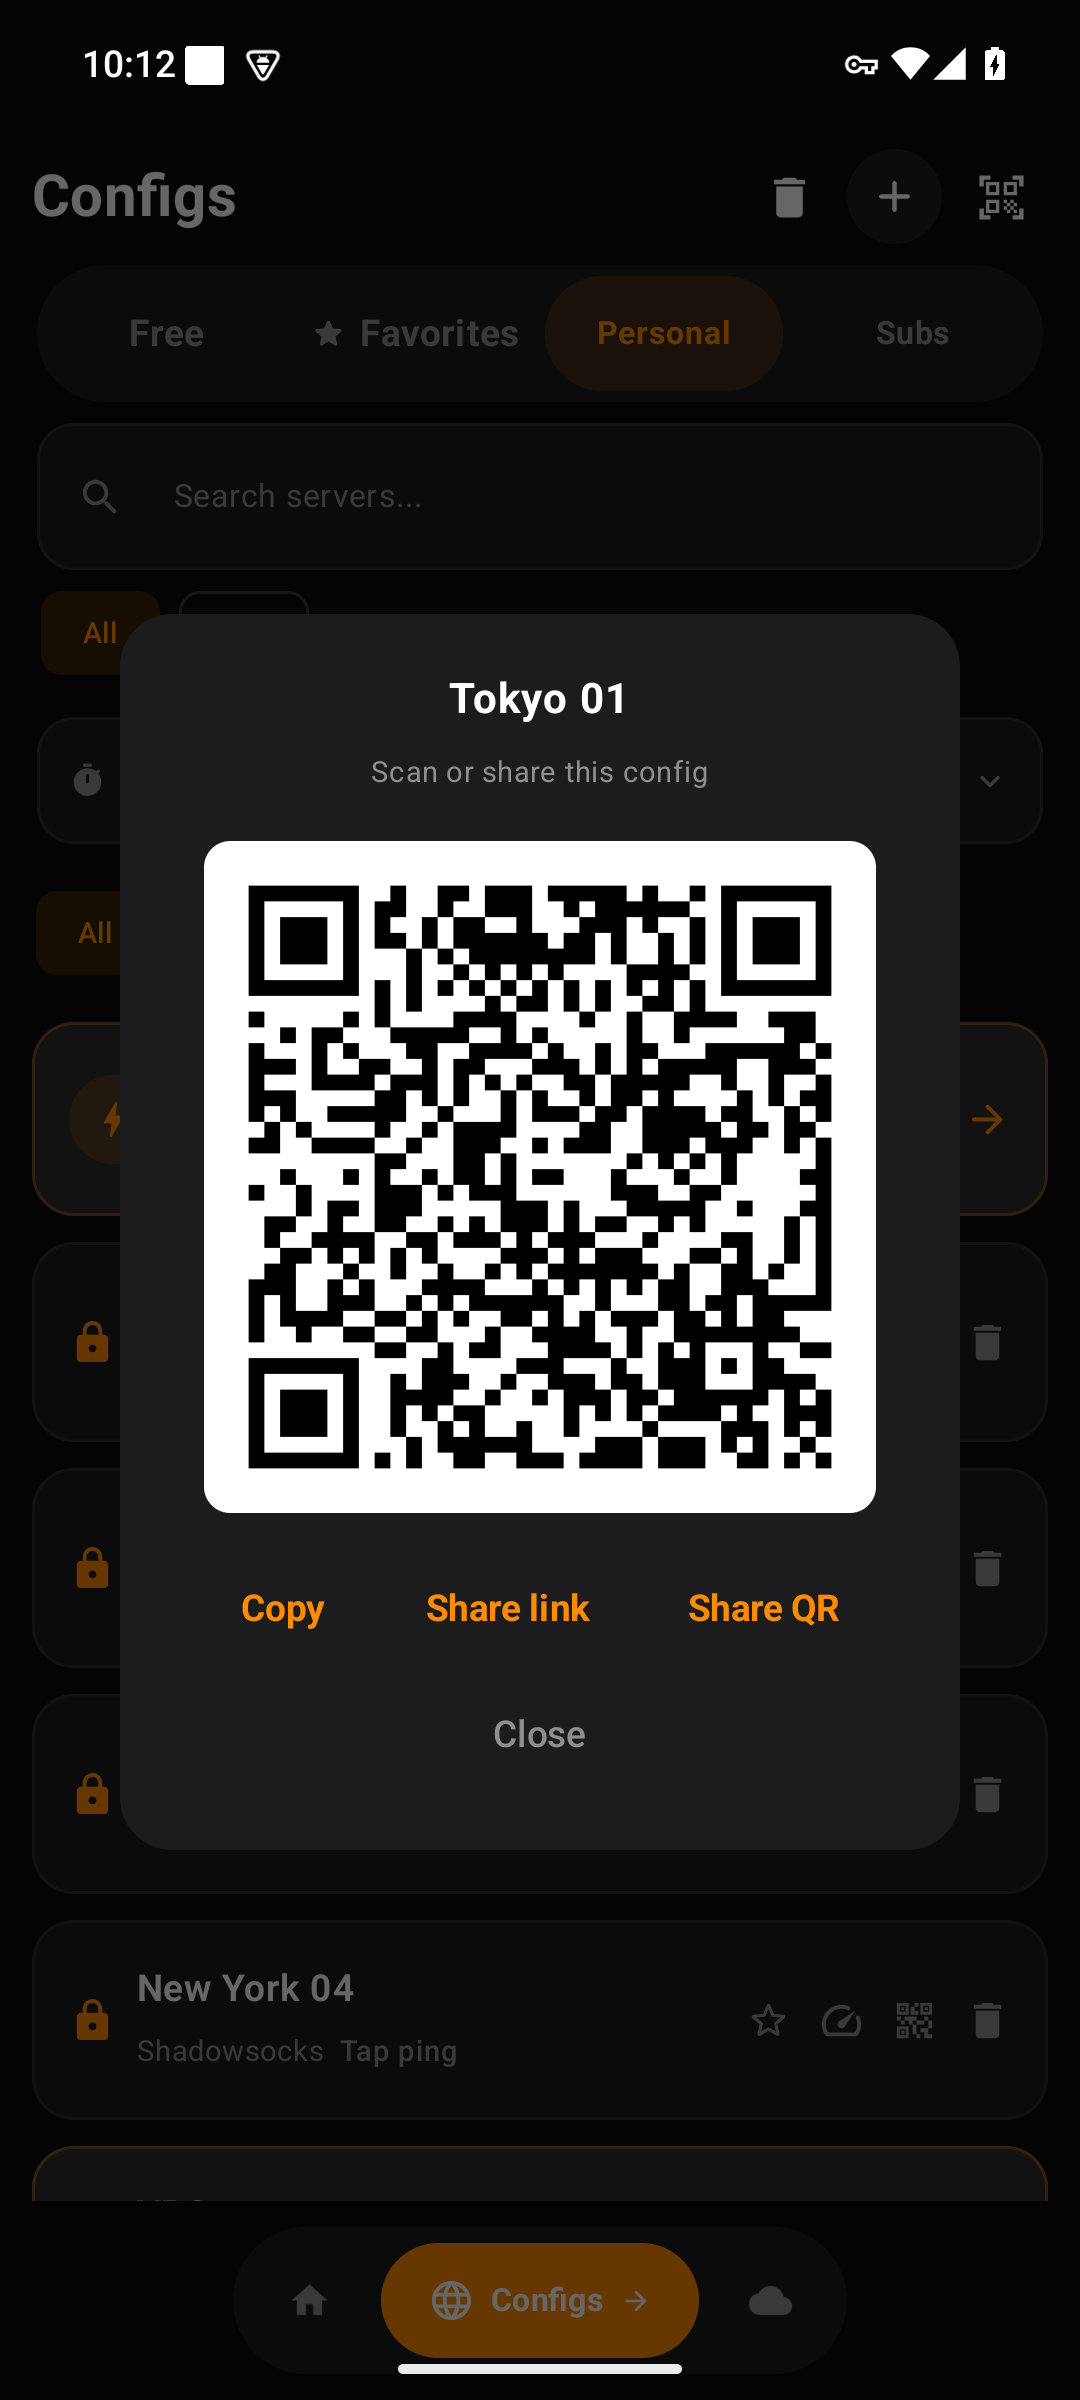 10:12
Configs
Free Favorites Personal Subs
Search servers...
All
Tokyo 01
Scan or share this config
All
Copy Share link Share QR
Close
New York 04
Shadowsocks Tap ping
Configs